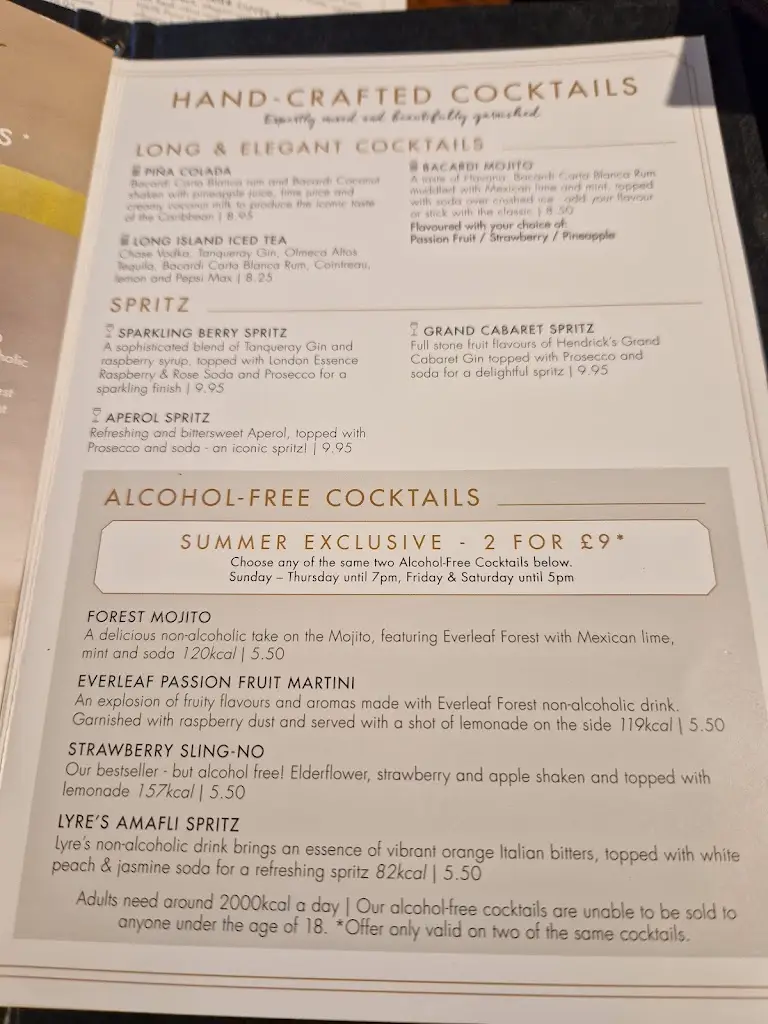 HAND-CRAFTED COCKTAILS
Expertly mixed and beautifully garnished
LONG & ELEGANT COCKTAILS
PIÑA COLADA
Bacardi Carta Blanca rum and Bacardi Coconut
shaken with pineapple juice, lime juice and
creamy coconut milk to produce the iconic taste
of the Caribbean | 8.95
LONG ISLAND ICED TEA
Chase Vodka, Tanqueray Gin, Olmeca Altos
Tequila, Bacardi Carta Blanca Rum, Cointreau,
lemon and Pepsi Max | 8.25
BACARDI MOJITO
A taste of Havana. Bacardi Carta Blanca Rum
muddled with Mexican lime and mint, topped
with soda over crushed ice - add your flavour
or stick with the classic | 8.50
Flavoured with your choice of:
Passion Fruit / Strawberry / Pineapple
SPRITZ
SPARKLING BERRY SPRITZ
A sophisticated blend of Tanqueray Gin and
raspberry syrup, topped with London Essence
Raspberry & Rose Soda and Prosecco for a
sparkling finish | 9.95
GRAND CABARET SPRITZ
Full stone fruit flavours of Hendrick's Grand
Cabaret Gin topped with Prosecco and
soda for a delightful spritz | 9.95
APEROL SPRITZ
Refreshing and bittersweet Aperol, topped with
Prosecco and soda - an iconic spritz! | 9.95
ALCOHOL-FREE COCKTAILS
SUMMER EXCLUSIVE - 2 FOR £9*
Choose any of the same two Alcohol-Free Cocktails below.
Sunday – Thursday until 7pm, Friday & Saturday until 5pm
FOREST MOJITO
A delicious non-alcoholic take on the Mojito, featuring Everleaf Forest with Mexican lime,
mint and soda 120kcal | 5.50
EVERLEAF PASSION FRUIT MARTINI
An explosion of fruity flavours and aromas made with Everleaf Forest non-alcoholic drink.
Garnished with raspberry dust and served with a shot of lemonade on the side 119kcal | 5.50
STRAWBERRY SLING-NO
Our bestseller - but alcohol free! Elderflower, strawberry and apple shaken and topped with
lemonade 157kcal | 5.50
LYRE'S AMAFLI SPRITZ
Lyre's non-alcoholic drink brings an essence of vibrant orange Italian bitters, topped with white
peach & jasmine soda for a refreshing spritz 82kcal | 5.50
Adults need around 2000kcal a day | Our alcohol-free cocktails are unable to be sold to
anyone under the age of 18. *Offer only valid on two of the same cocktails.